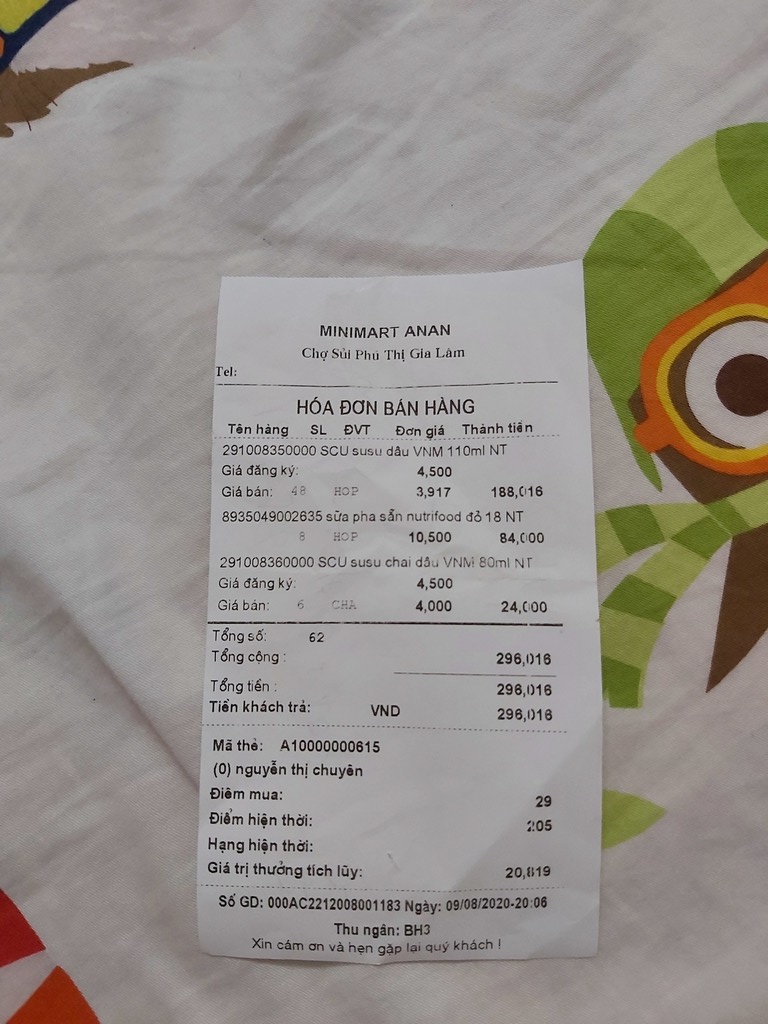 MINIMART ANAN
Chợ Sủi Phú Thị Gia Lâm
Tel:
HÓA ĐƠN BÁN HÀNG
Tên hàng SL ĐVT Đơn giá Thành tiền
291008350000 SCU susu dâu VNM 110ml NT
Giá đăng ký: 4,500
Giá bán: 48 HOP 3,917 188,016
8935049002635 sữa pha sẵn nutrifood đỏ 18 NT
8 HOP 10,500 84,000
291008360000 SCU susu chai dâu VNM 80ml NT
Giá đăng ký: 4,500
Giá bán: 6 CHA 4,000 24,000
Tổng số: 62
Tổng cộng : 296,016
Tổng tiền : 296,016
Tiền khách trả: VND 296,016
Mã thẻ: A10000000615
(0) nguyễn thị chuyên
Điểm mua: 29
Điểm hiện thời: 205
Hạng hiện thời:
Giá trị thưởng tích lũy: 20,819
Số GD: 000AC2212008001183 Ngày: 09/08/2020-20:06
Thu ngân: BH3
Xin cám ơn và hẹn gặp lại quý khách !